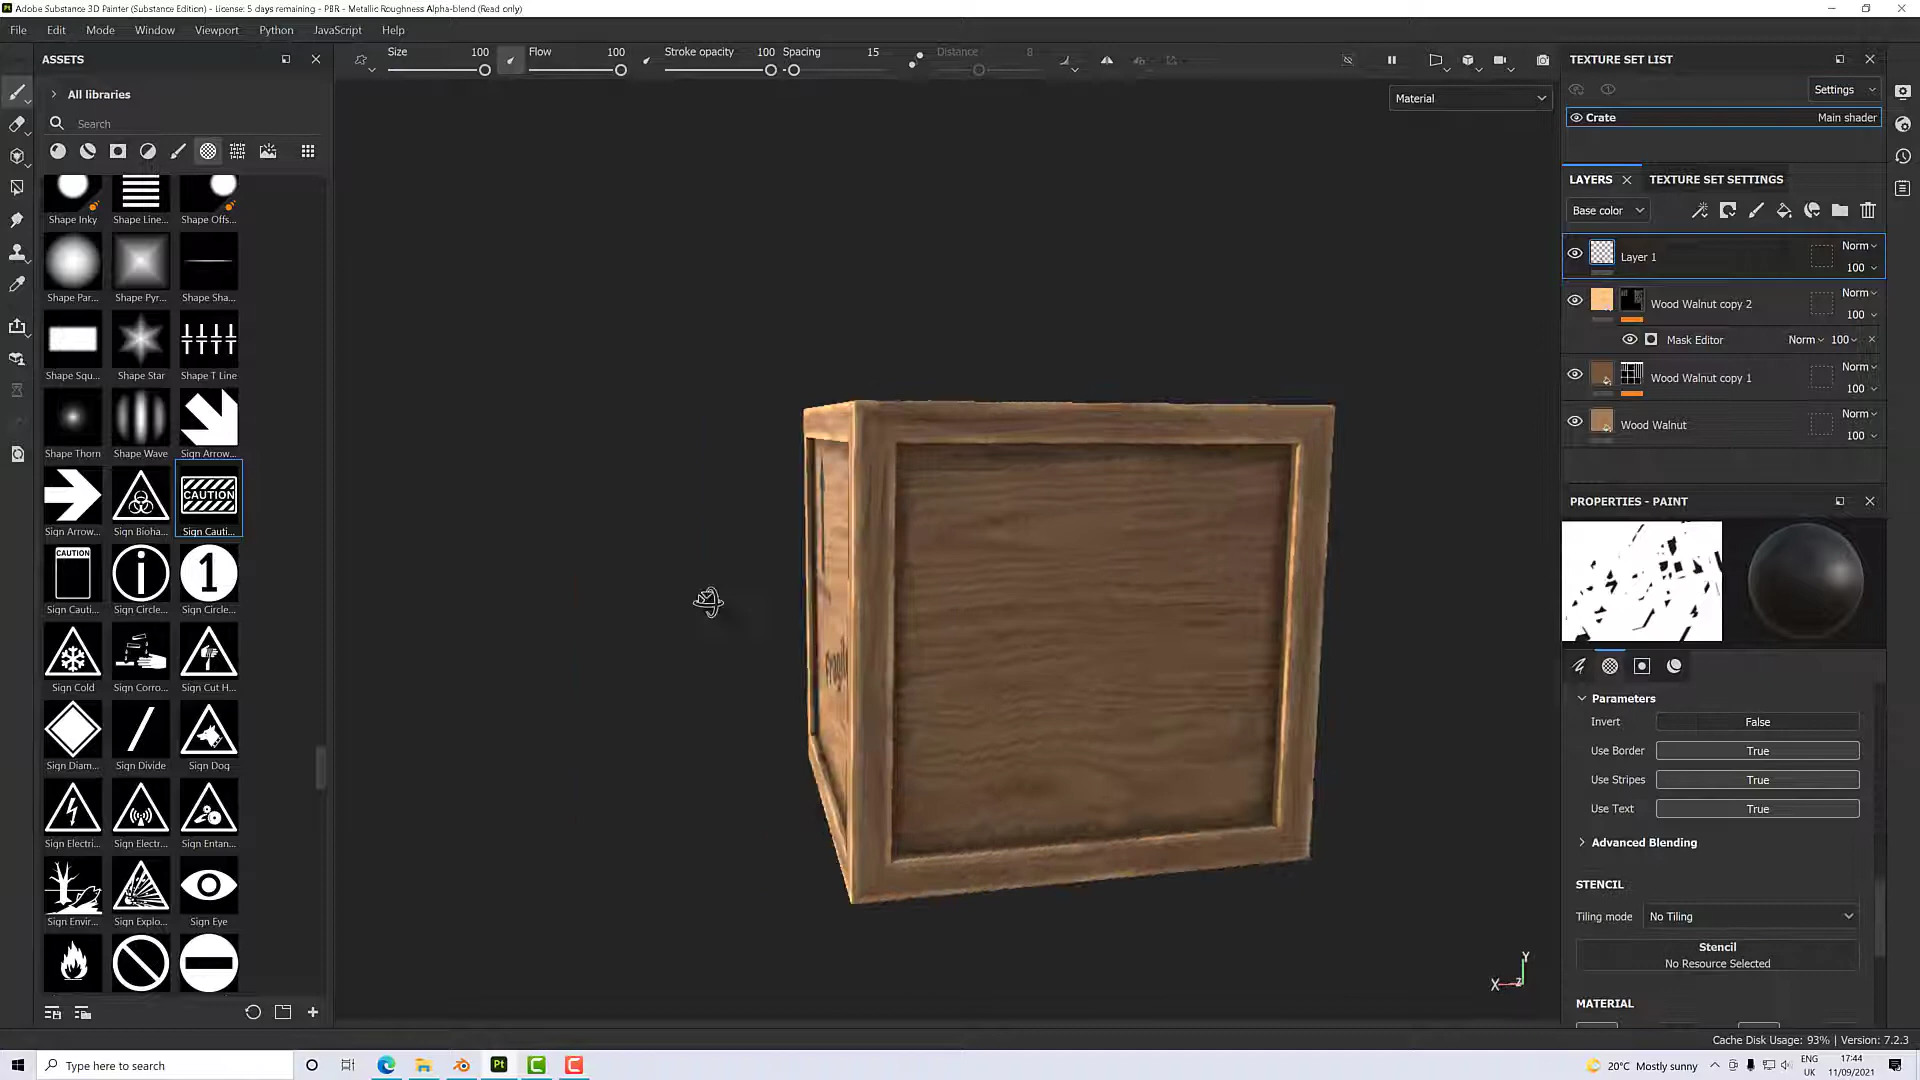 Adobe Substance 3D Painter (Substance Edition) - License: 5 days remaining - PBR - Metallic Roughness Alpha-blend (Read only)
File Edit Mode Window Viewport Python JavaScript Help
ASSETS
All libraries
Search
Size 100 Flow 100 Stroke opacity 100 Spacing 15 Distance 8
Material
Shape Inky Shape Line... Shape Offs...
Shape Par... Shape Pyr... Shape Sha...
Shape Squ... Shape Star Shape T Line
Shape Thorn Shape Wave Sign Arrow...
CAUTION
Sign Arrow... Sign Bioha... Sign Cauti...
CAUTION
1
Sign Cauti... Sign Circle... Sign Circle...
Sign Cold Sign Corro... Sign Cut H...
Sign Diam... Sign Divide Sign Dog
Sign Electri... Sign Electr... Sign Entan...
Sign Envir... Sign Explo... Sign Eye
Fragile
X Y Z
TEXTURE SET LIST
Settings
Crate Main shader
LAYERS TEXTURE SET SETTINGS
Base color
Layer 1 Norm 100
Wood Walnut copy 2 Norm 100
Mask Editor Norm 100
Wood Walnut copy 1 Norm 100
Wood Walnut Norm 100
PROPERTIES - PAINT
Parameters
Invert False
Use Border True
Use Stripes True
Use Text True
Advanced Blending
STENCIL
Tiling mode No Tiling
Stencil
No Resource Selected
MATERIAL
Cache Disk Usage: 93% Version: 7.2.3
Type here to search
Pt
20°C Mostly sunny
ENG
UK
17:44
11/09/2021